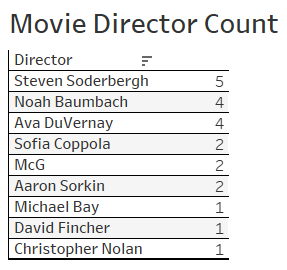 Movie Director Count
Director
Steven Soderbergh 5
Noah Baumbach 4
Ava DuVernay 4
Sofia Coppola 2
McG 2
Aaron Sorkin 2
Michael Bay 1
David Fincher 1
Christopher Nolan 1